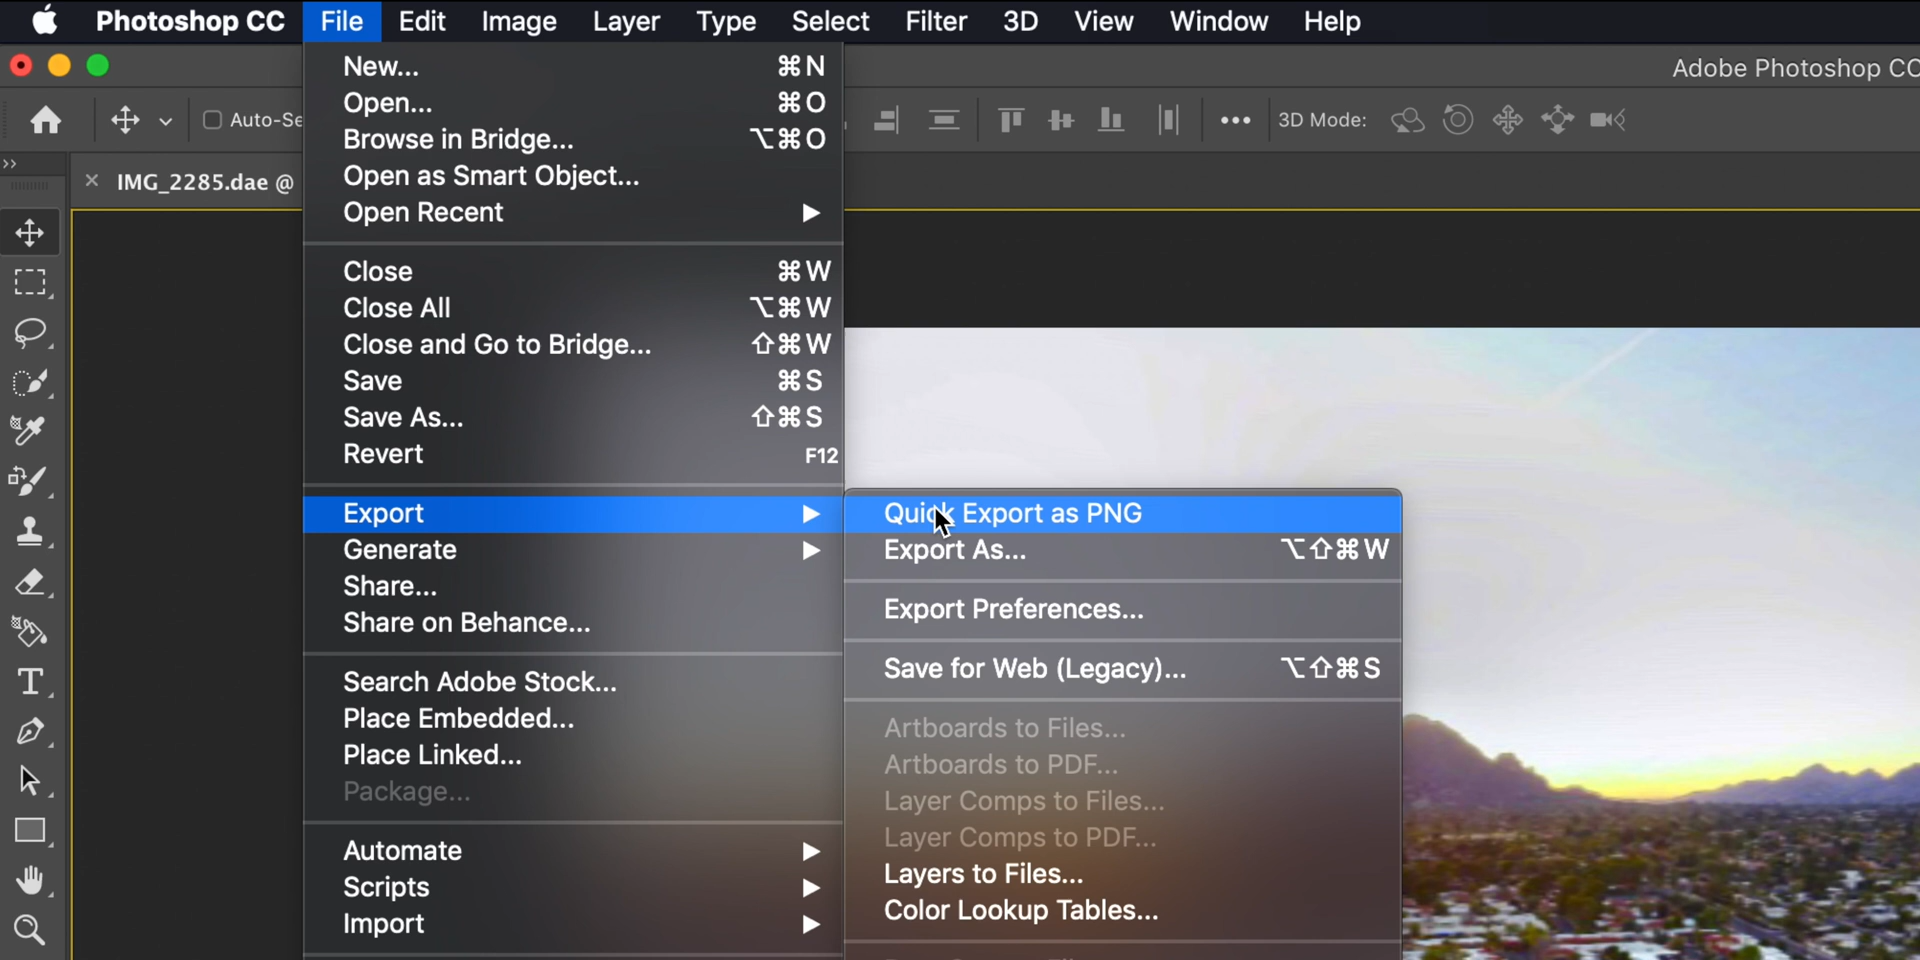 Photoshop CC File Edit Image Layer Type Select Filter 3D View Window Help
Adobe Photoshop CC
Auto-Se
3D Mode:
IMG_2285.dae @
New... ⌘N
Open... ⌘O
Browse in Bridge... ⌥⌘O
Open as Smart Object...
Open Recent ▶
Close ⌘W
Close All ⌥⌘W
Close and Go to Bridge... ⇧⌘W
Save ⌘S
Save As... ⇧⌘S
Revert F12
Export ▶
Generate ▶
Share...
Share on Behance...
Search Adobe Stock...
Place Embedded...
Place Linked...
Package...
Automate ▶
Scripts ▶
Import ▶
Quick Export as PNG
Export As... ⌥⇧⌘W
Export Preferences...
Save for Web (Legacy)... ⌥⇧⌘S
Artboards to Files...
Artboards to PDF...
Layer Comps to Files...
Layer Comps to PDF...
Layers to Files...
Color Lookup Tables...